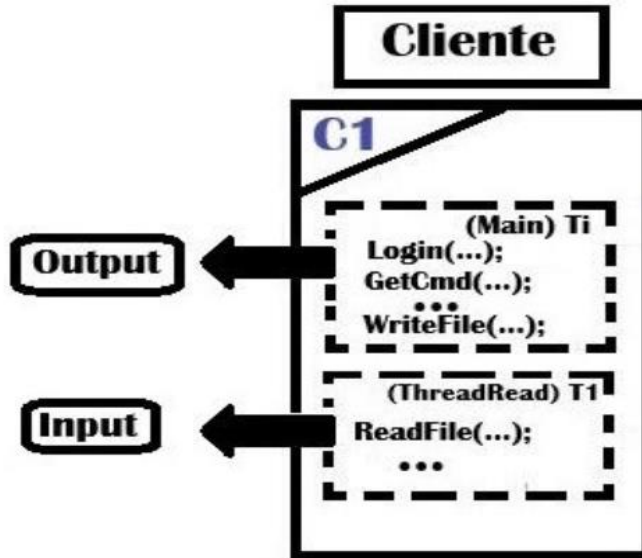 Cliente
C1
(Main) Ti
Login(...);
GetCmd(...);
...
WriteFile(...);
Output
(ThreadRead) T1
ReadFile(...);
...
Input